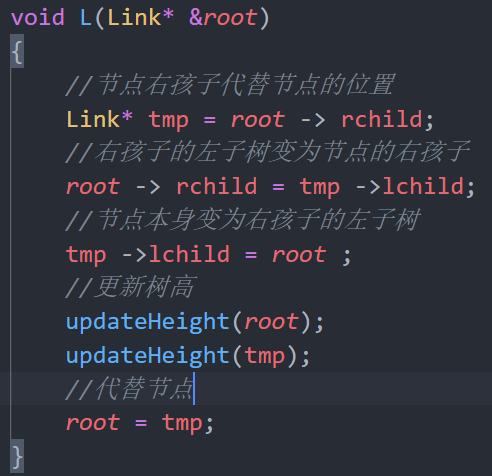 void L(Link* &root)
{
    //节点右孩子代替节点的位置
    Link* tmp = root -> rchild;
    //右孩子的左子树变为节点的右孩子
    root -> rchild = tmp ->lchild;
    //节点本身变为右孩子的左子树
    tmp ->lchild = root ;
    //更新树高
    updateHeight(root);
    updateHeight(tmp);
    //代替节点
    root = tmp;
}